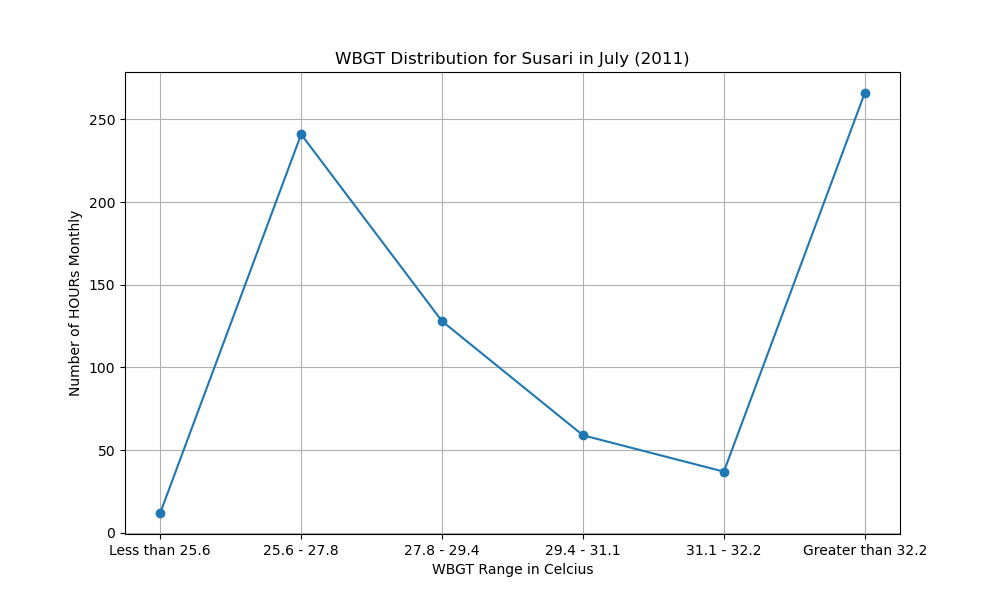 WBGT Distribution for Susari in July (2011)
Number of HOURs Monthly
250
200
150
100
50
0
Less than 25.6
25.6 - 27.8
27.8 - 29.4
29.4 - 31.1
31.1 - 32.2
Greater than 32.2
WBGT Range in Celcius